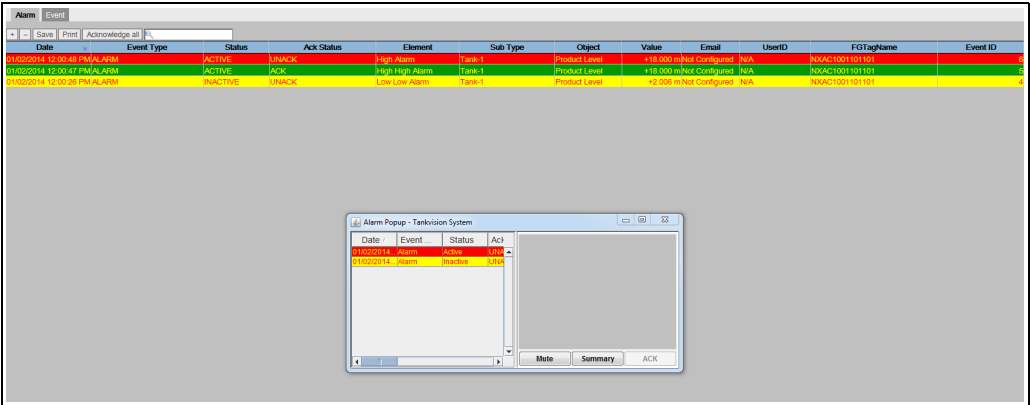 Alarm Event
+ - Save Print Acknowledge all
Date Event Type Status Ack Status Element Sub Type Object Value Email UserID FGTagName Event ID
01/02/2014 12:00:48 PM ALARM ACTIVE UNACK High Alarm Tank-1 Product Level +18.000 m Not Configured N/A NXAC1001101101 6
01/02/2014 12:00:47 PM ALARM ACTIVE ACK High High Alarm Tank-1 Product Level +18.000 m Not Configured N/A NXAC1001101101 5
01/02/2014 12:00:26 PM ALARM INACTIVE UNACK Low Low Alarm Tank-1 Product Level +2.006 m Not Configured N/A NXAC1001101101 4
Alarm Popup - Tankvision System
Date Event ... Status Ack
01/02/2014... Alarm Active UNA
01/02/2014... Alarm Inactive UNA
Mute Summary ACK